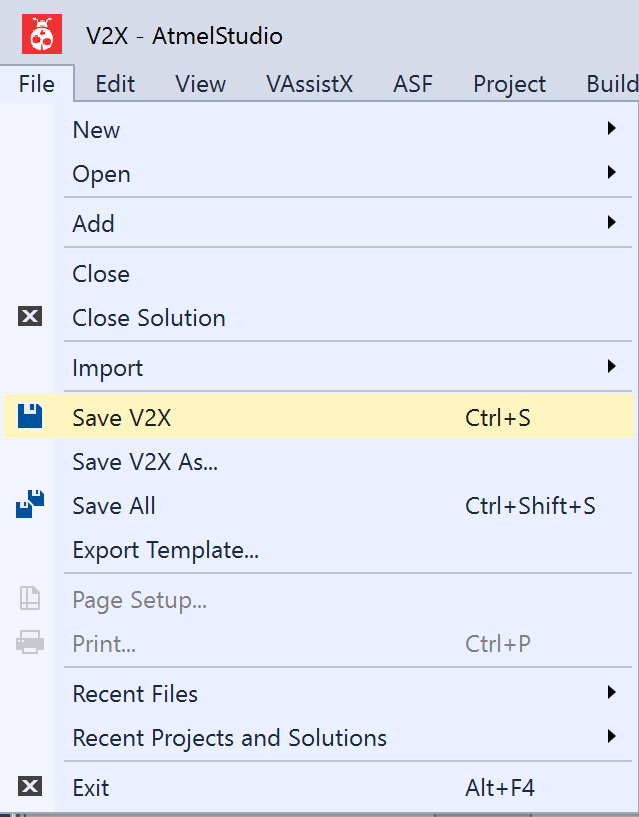 V2X - AtmelStudio
File Edit View VAssistX ASF Project Build
New
Open
Add
Close
Close Solution
Import
Save V2X Ctrl+S
Save V2X As...
Save All Ctrl+Shift+S
Export Template...
Page Setup...
Print... Ctrl+P
Recent Files
Recent Projects and Solutions
Exit Alt+F4